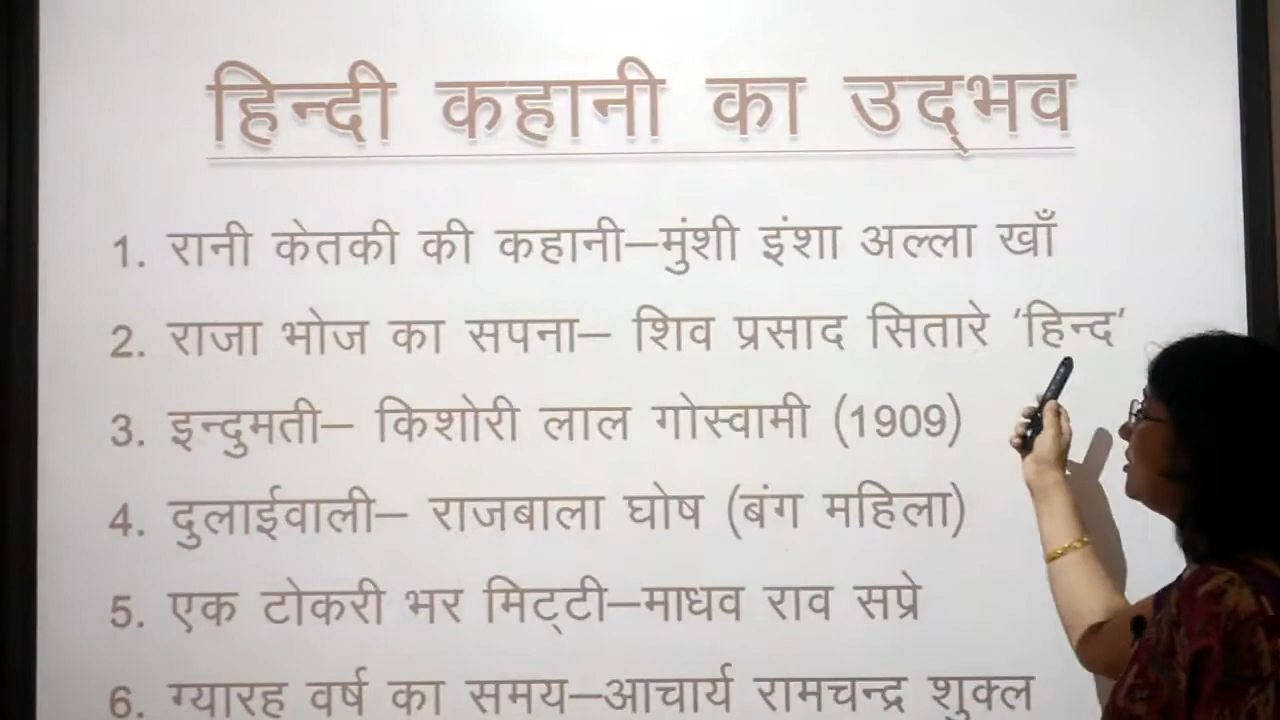 हिन्दी कहानी का उद्‌भव
1. रानी केतकी की कहानी–मुंशी इंशा अल्ला खाँ
2. राजा भोज का सपना– शिव प्रसाद सितारे ‘हिन्द’
3. इन्दुमती– किशोरी लाल गोस्वामी (1909)
4. दुलाईवाली– राजबाला घोष (बंग महिला)
5. एक टोकरी भर मिट्‌टी–माधव राव सप्रे
6. ग्यारह वर्ष का समय–आचार्य रामचन्द्र शुक्ल